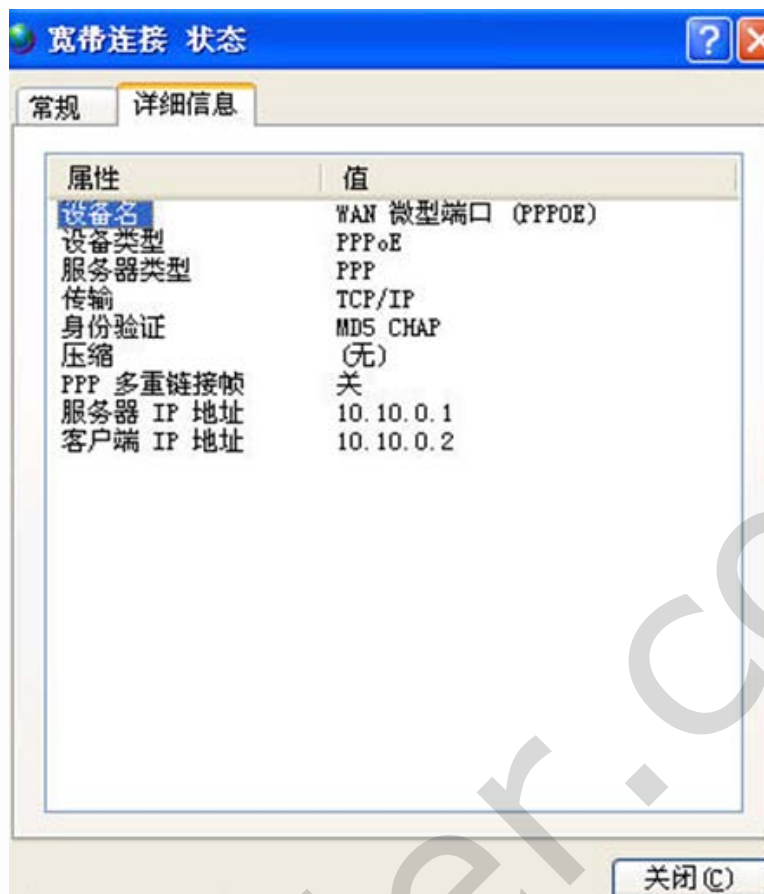 宽带连接 状态
常规 详细信息
属性 值
设备名 WAN 微型端口 (PPPOE)
设备类型 PPPoE
服务器类型 PPP
传输 TCP/IP
身份验证 MD5 CHAP
压缩 (无)
PPP 多重链接帧 关
服务器 IP 地址 10.10.0.1
客户端 IP 地址 10.10.0.2
关闭(C)